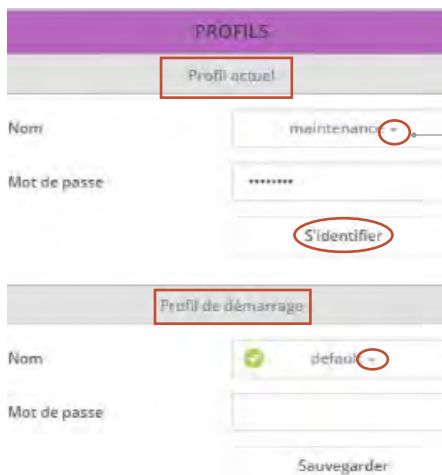 PROFILS
Profil actuel
Nom
maintenance
Mot de passe
••••••••
S'identifier
Profil de démarrage
Nom
default
Mot de passe
Sauvegarder